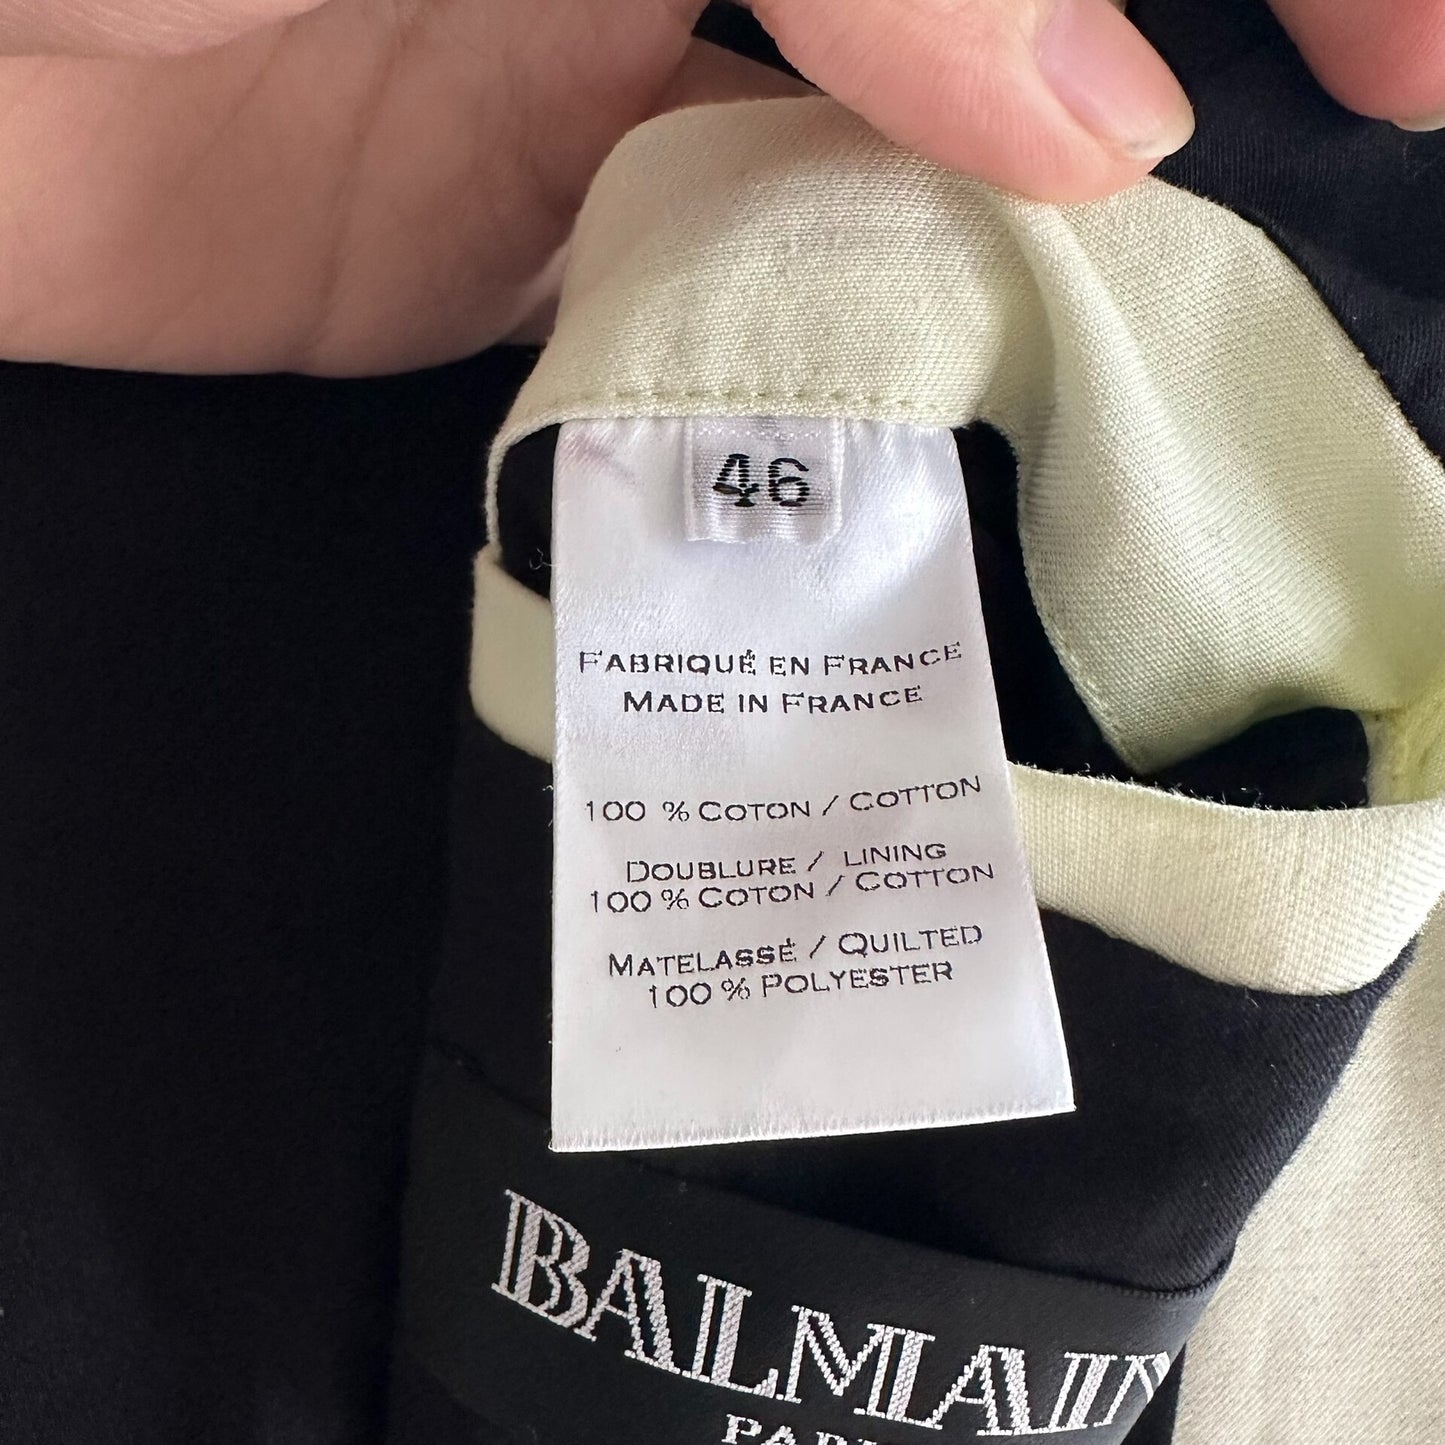 46
FABRIQUÉ EN FRANCE
MADE IN FRANCE
100 % COTON / COTTON
DOUBLURE / LINING
100 % COTON / COTTON
MATELASSÉ / QUILTED
100 % POLYESTER
BALMAIN